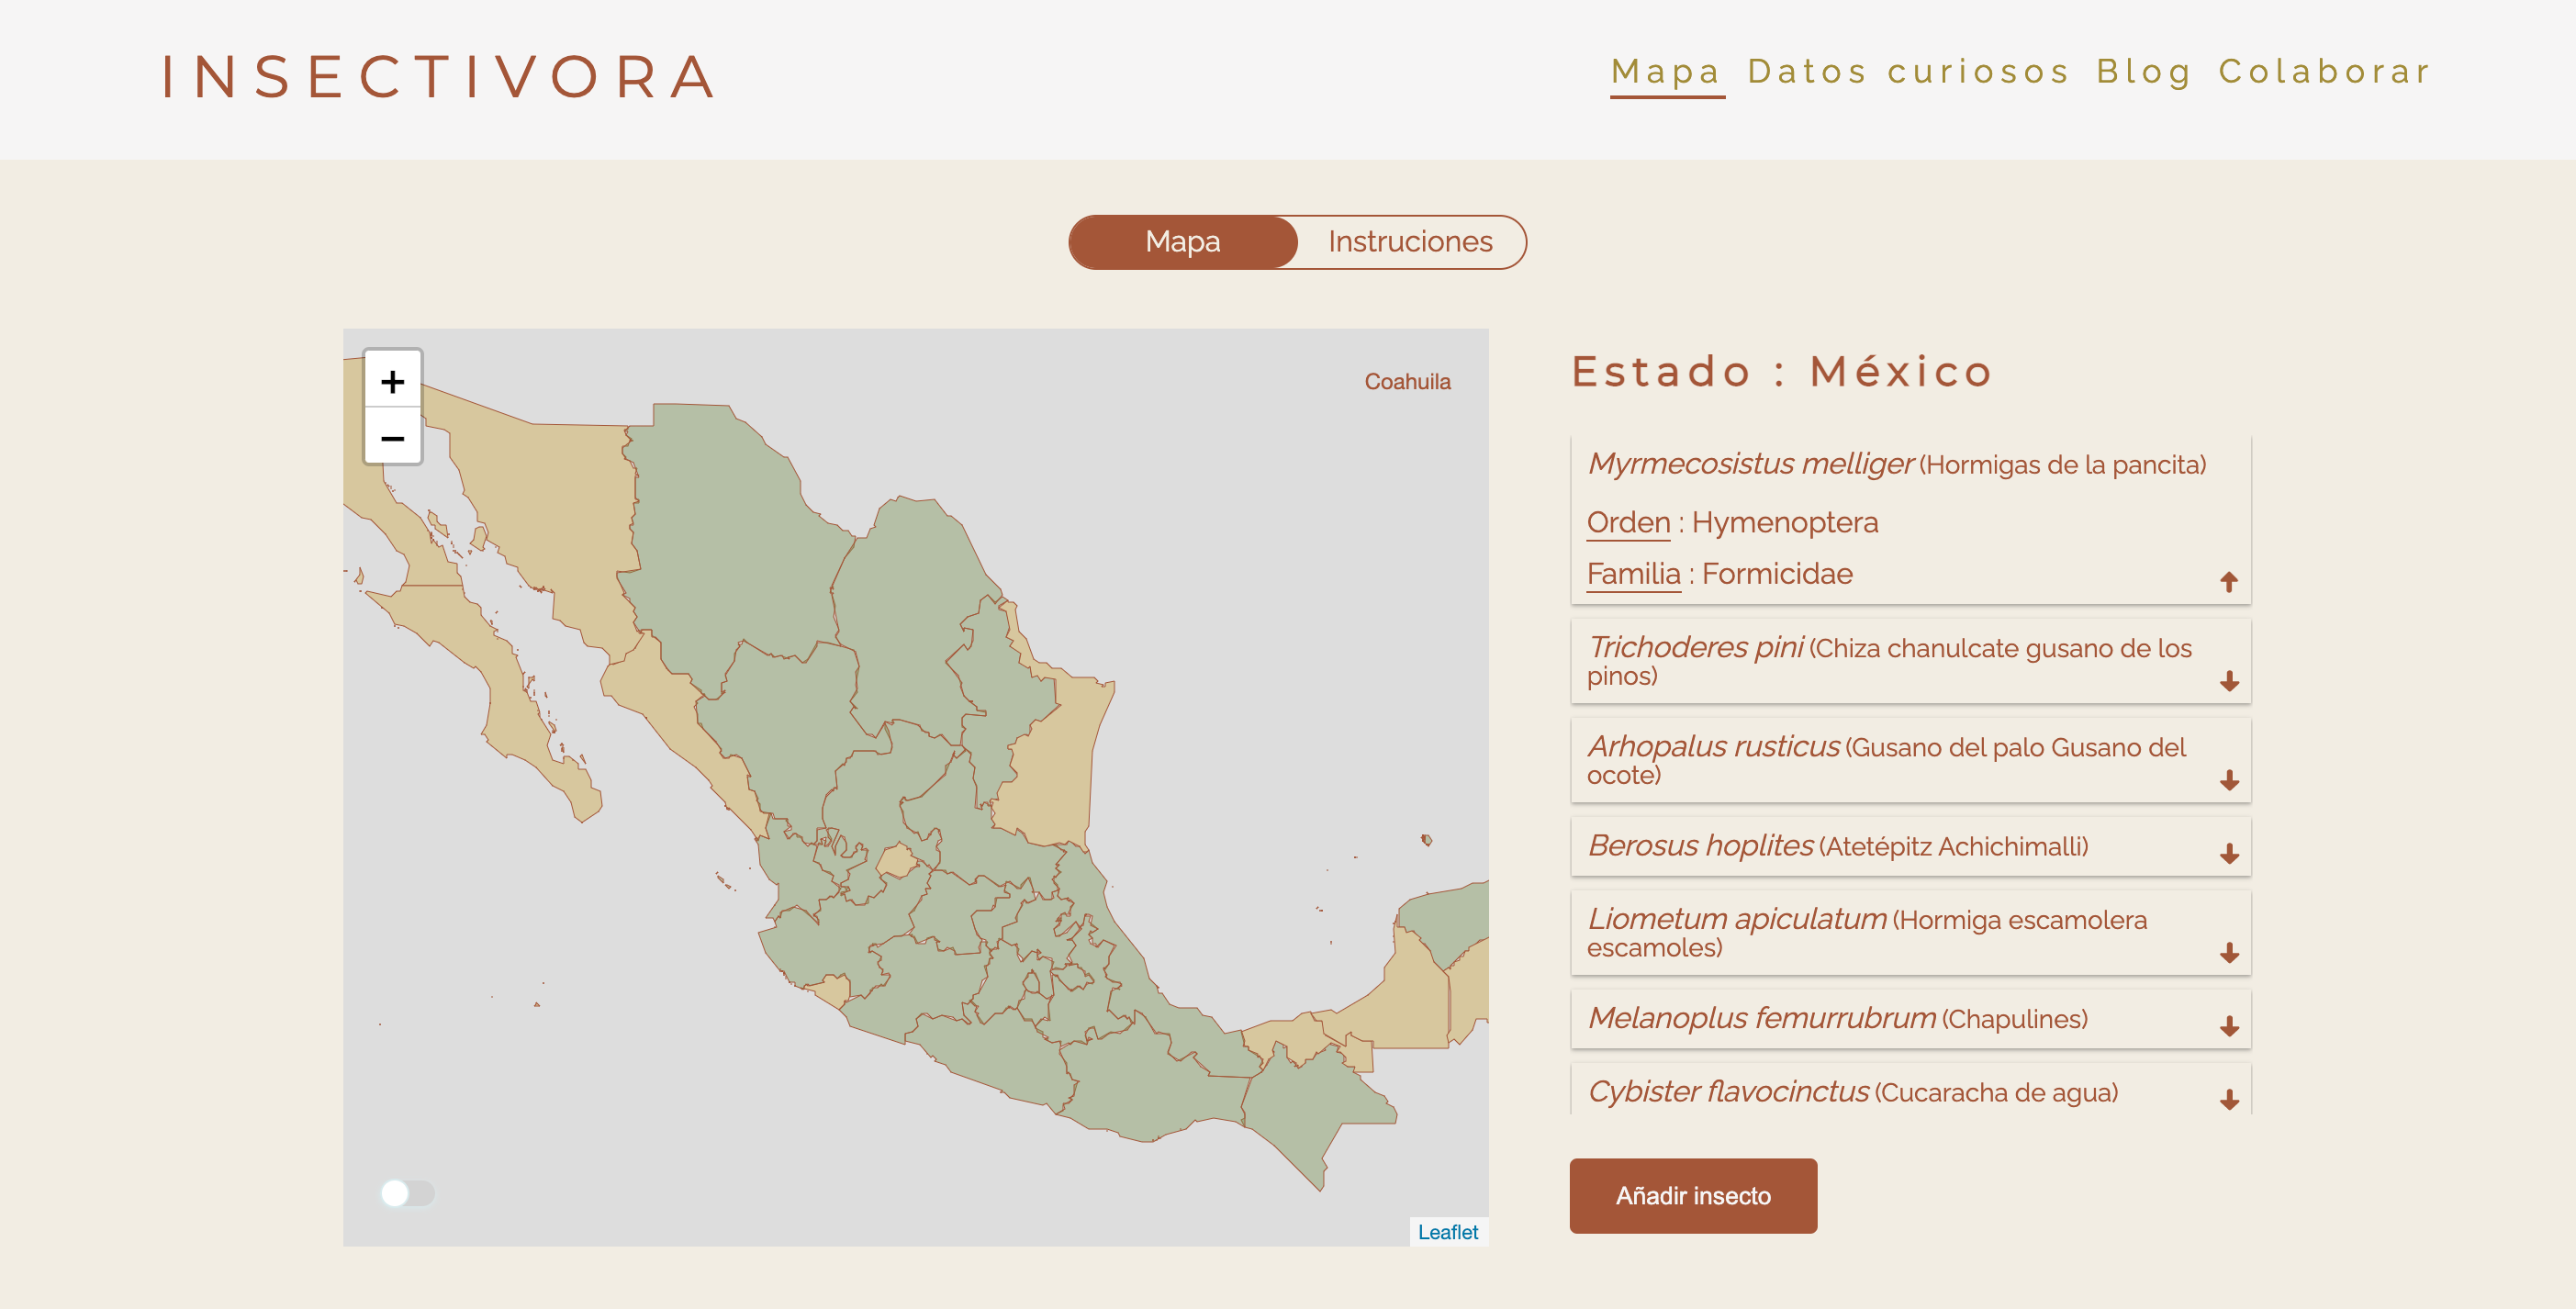 INSECTIVORA
Mapa Datos curiosos Blog Colaborar
Mapa Instruciones
+
−
Coahuila
Leaflet
Estado : México
Myrmecosistus melliger (Hormigas de la pancita)
Orden : Hymenoptera
Familia : Formicidae
Trichoderes pini (Chiza chanulcate gusano de los
pinos)
Arhopalus rusticus (Gusano del palo Gusano del
ocote)
Berosus hoplites (Atetépitz Achichimalli)
Liometum apiculatum (Hormiga escamolera
escamoles)
Melanoplus femurrubrum (Chapulines)
Cybister flavocinctus (Cucaracha de agua)
Añadir insecto